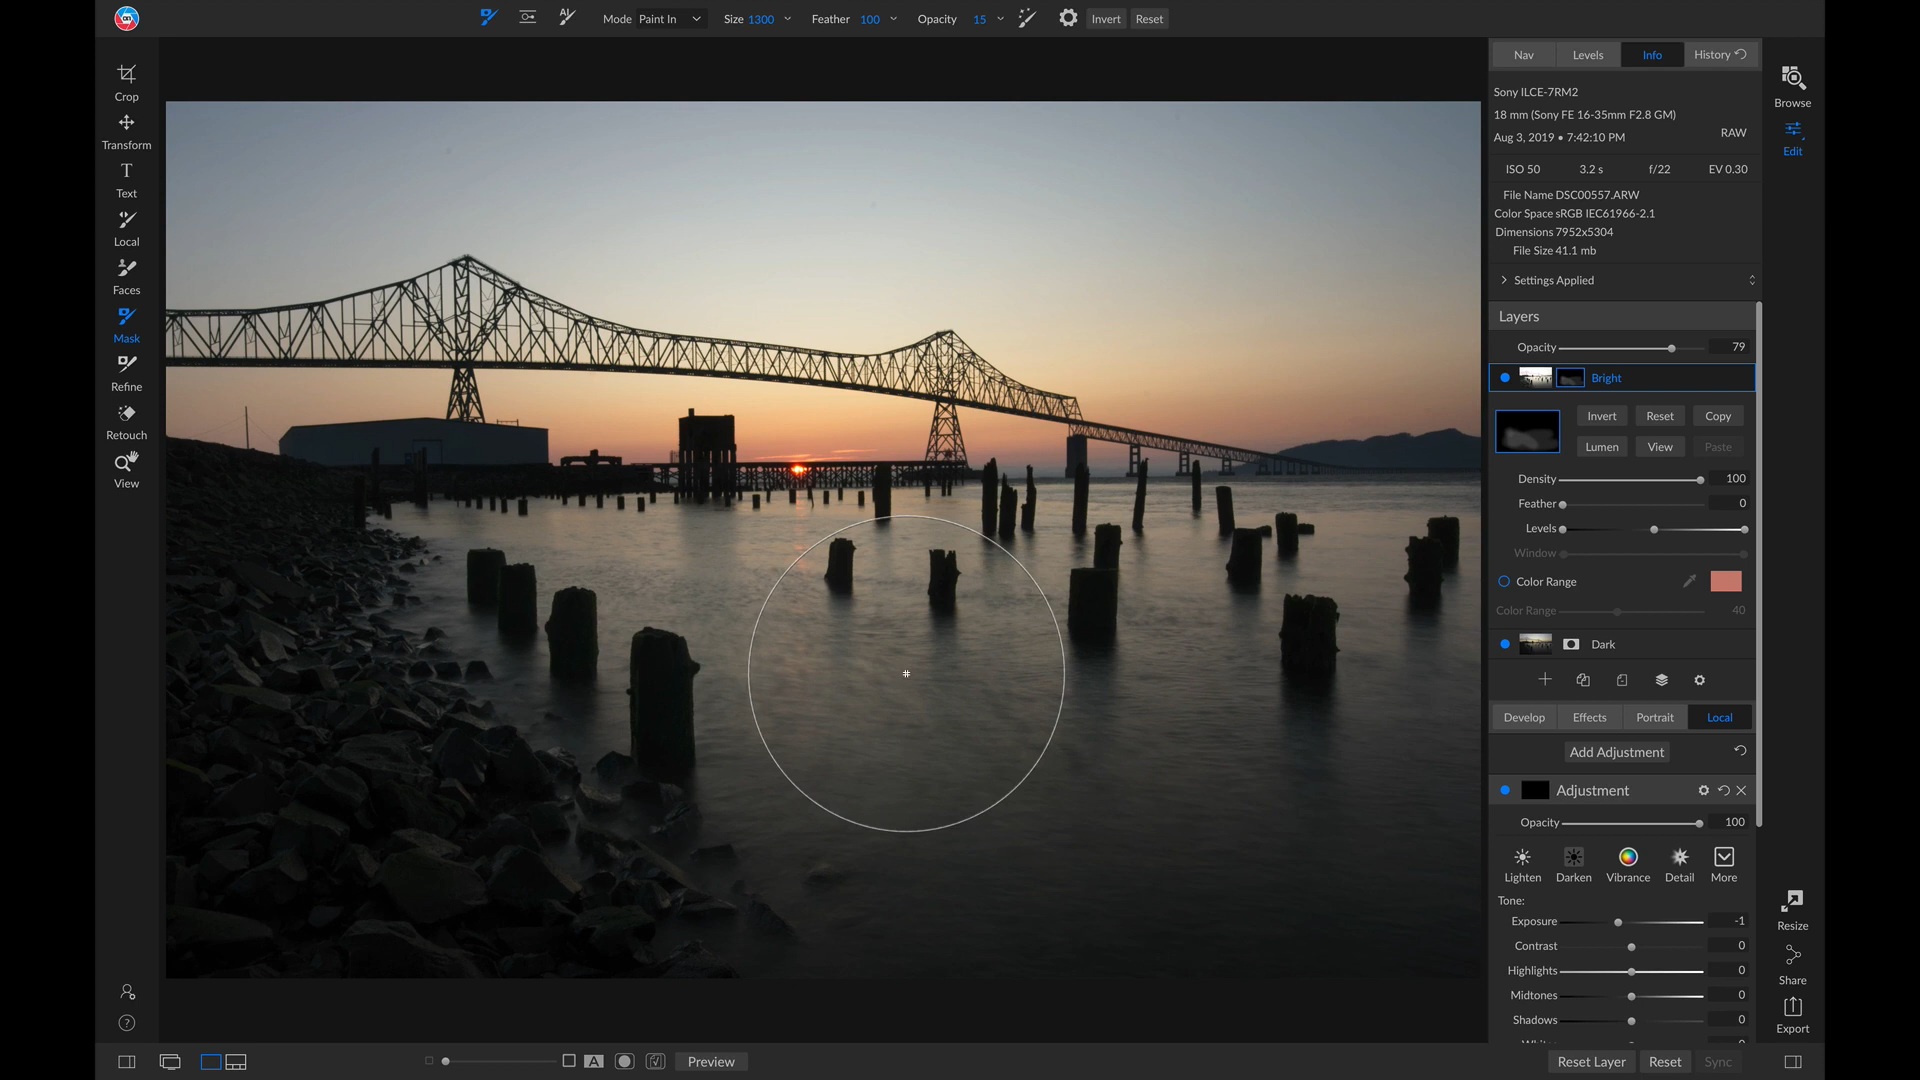 Mode Paint In Size 1300 Feather 100 Opacity 15 Invert Reset
Crop
Transform
Text
Local
Faces
Mask
Refine
Retouch
View
Nav Levels Info History
Sony ILCE-7RM2
18 mm (Sony FE 16-35mm F2.8 GM)
Aug 3, 2019 • 7:42:10 PM RAW
ISO 50 3.2 s f/22 EV 0.30
File Name DSC00557.ARW
Color Space sRGB IEC61966-2.1
Dimensions 7952x5304
File Size 41.1 mb
Settings Applied
Layers
Opacity 79
Bright
Invert Reset Copy
Lumen View Paste
Density 100
Feather 0
Levels
Window
Color Range
Color Range 40
Dark
Develop Effects Portrait Local
Add Adjustment
Adjustment
Opacity 100
Lighten Darken Vibrance Detail More
Tone:
Exposure -1
Contrast 0
Highlights 0
Midtones 0
Shadows 0
Browse
Edit
Resize
Share
Export
?
A Preview
Reset Layer Reset Sync